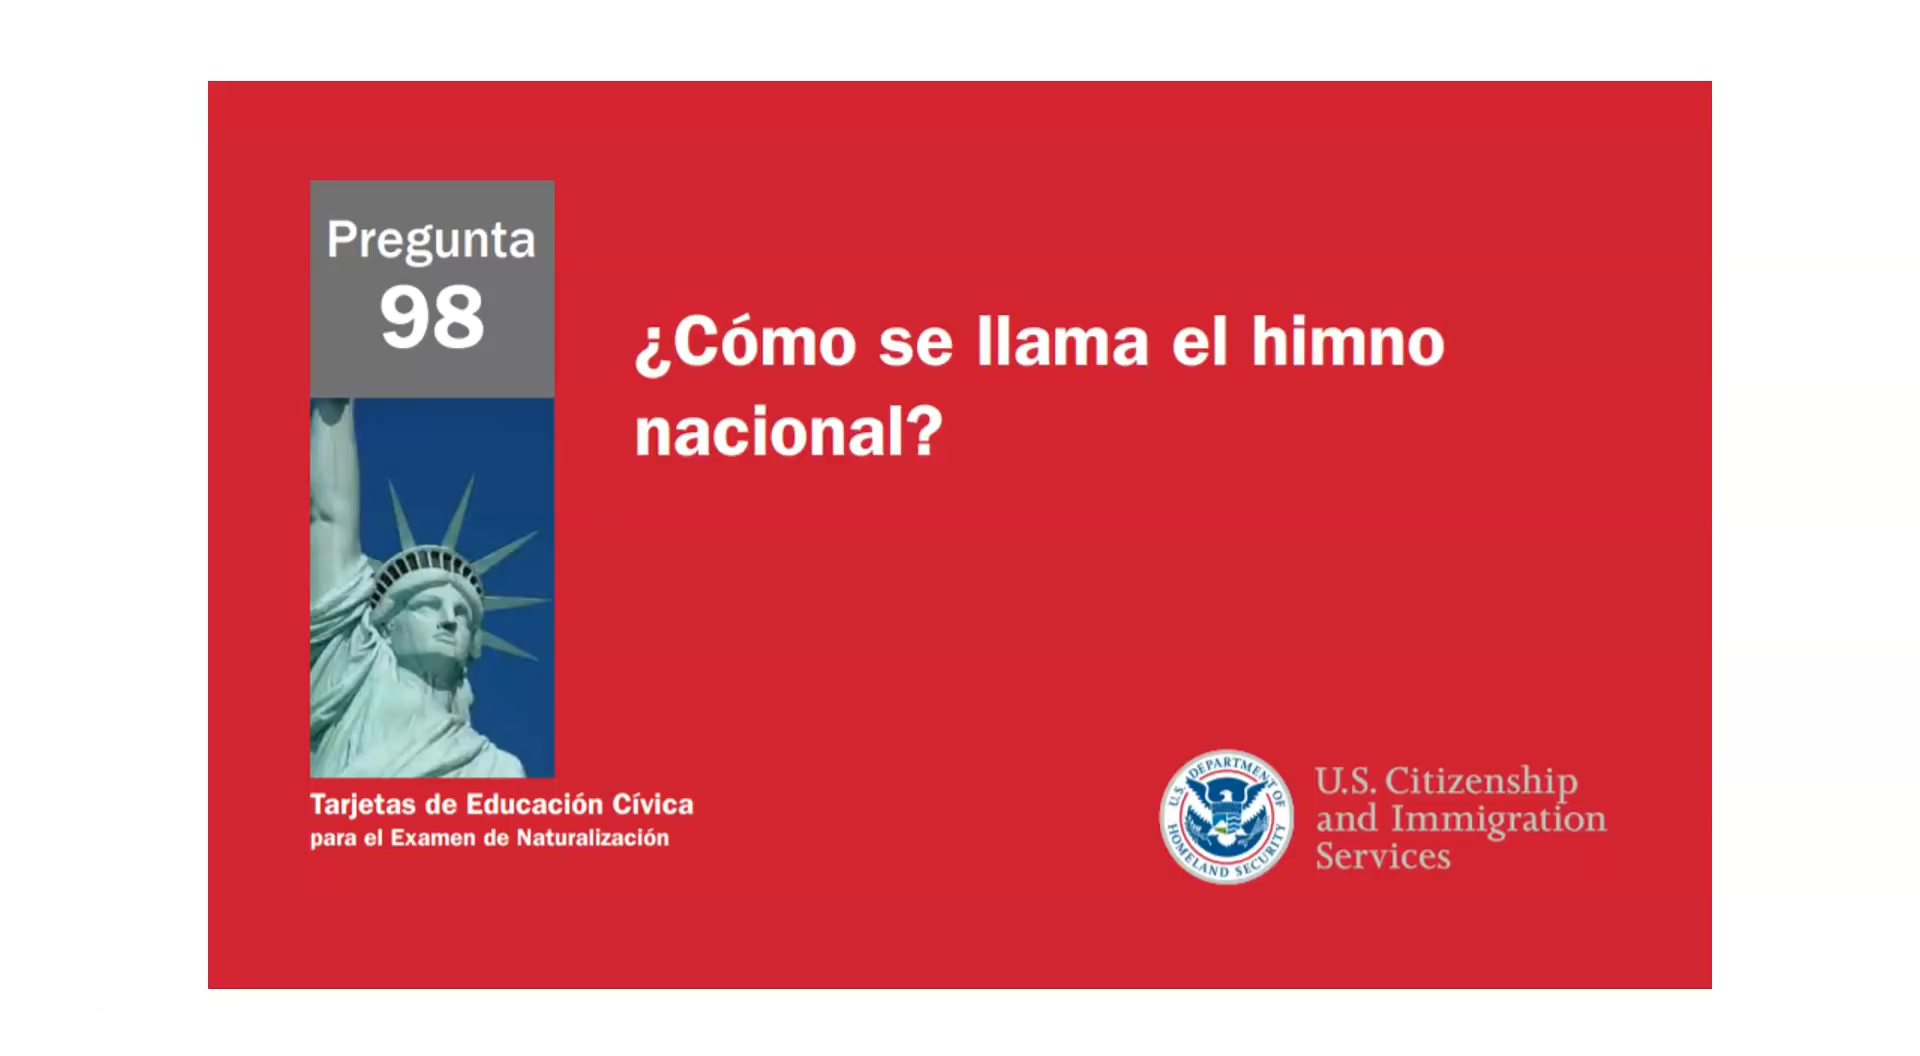 Pregunta
98
¿Cómo se llama el himno
nacional?
Tarjetas de Educación Cívica
para el Examen de Naturalización
U.S. DEPARTMENT OF HOMELAND SECURITY
U.S. Citizenship
and Immigration
Services